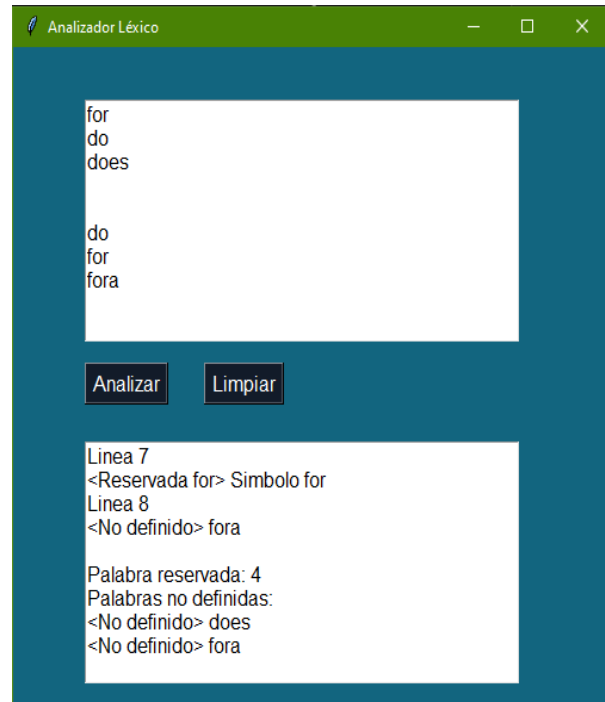 Analizador Léxico
for
do
does
do
for
fora
Analizar
Limpiar
Linea 7
<Reservada for> Simbolo for
Linea 8
<No definido> fora
Palabra reservada: 4
Palabras no definidas:
<No definido> does
<No definido> fora